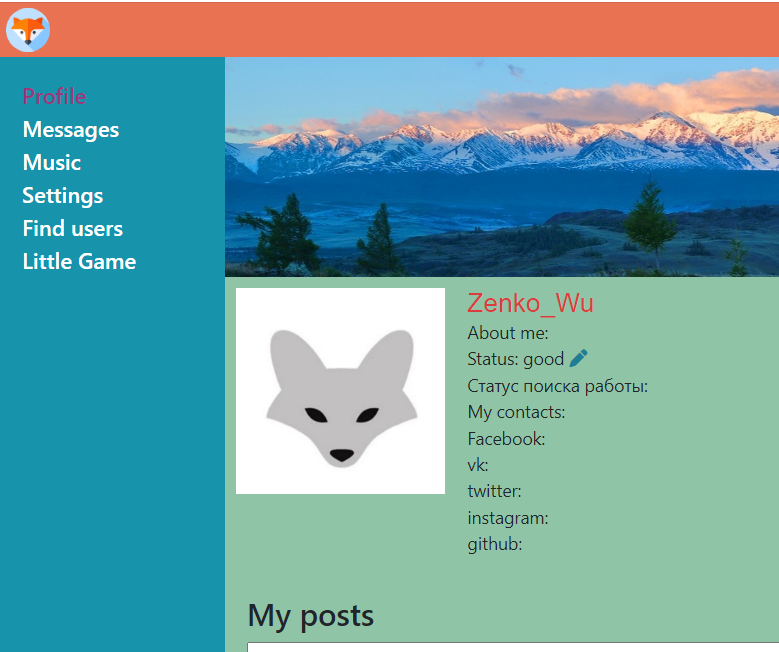 Profile
Messages
Music
Settings
Find users
Little Game
Zenko_Wu
About me:
Status: good
Статус поиска работы:
My contacts:
Facebook:
vk:
twitter:
instagram:
github:
My posts